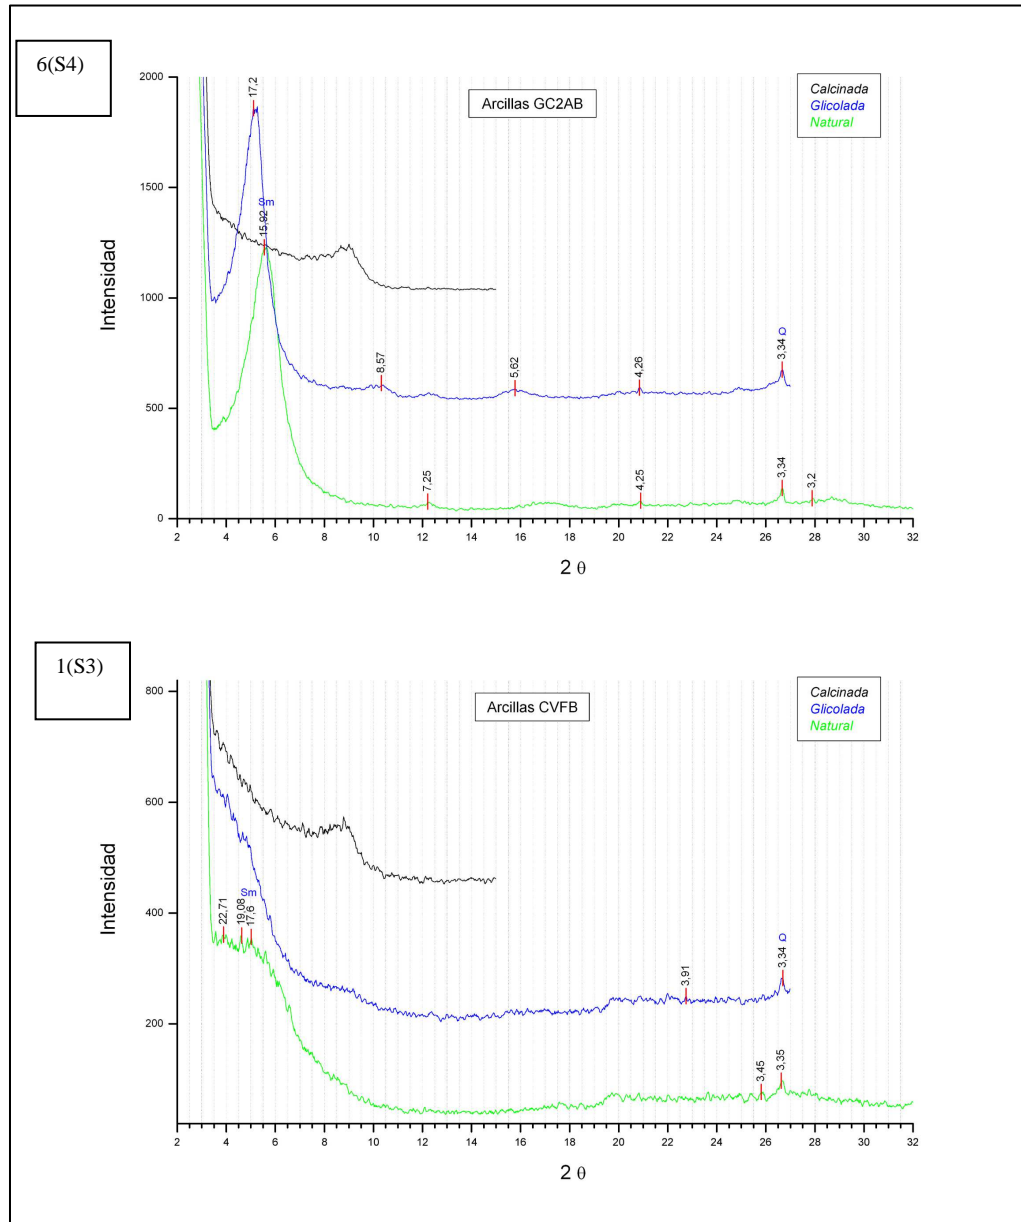 6(S4)
Arcillas GC2AB
Calcinada
Glicolada
Natural
Intensidad
2000
1500
1000
500
0
17,2
Sm
15,92
8,57
5,62
4,26
3,34 Q
7,25
4,25
3,34
3,2
2 4 6 8 10 12 14 16 18 20 22 24 26 28 30 32
2 θ
1(S3)
Arcillas CVFB
Calcinada
Glicolada
Natural
Intensidad
800
600
400
200
Sm
22,71
19,08
17,6
3,91
3,34 Q
3,45
3,35
2 4 6 8 10 12 14 16 18 20 22 24 26 28 30 32
2 θ